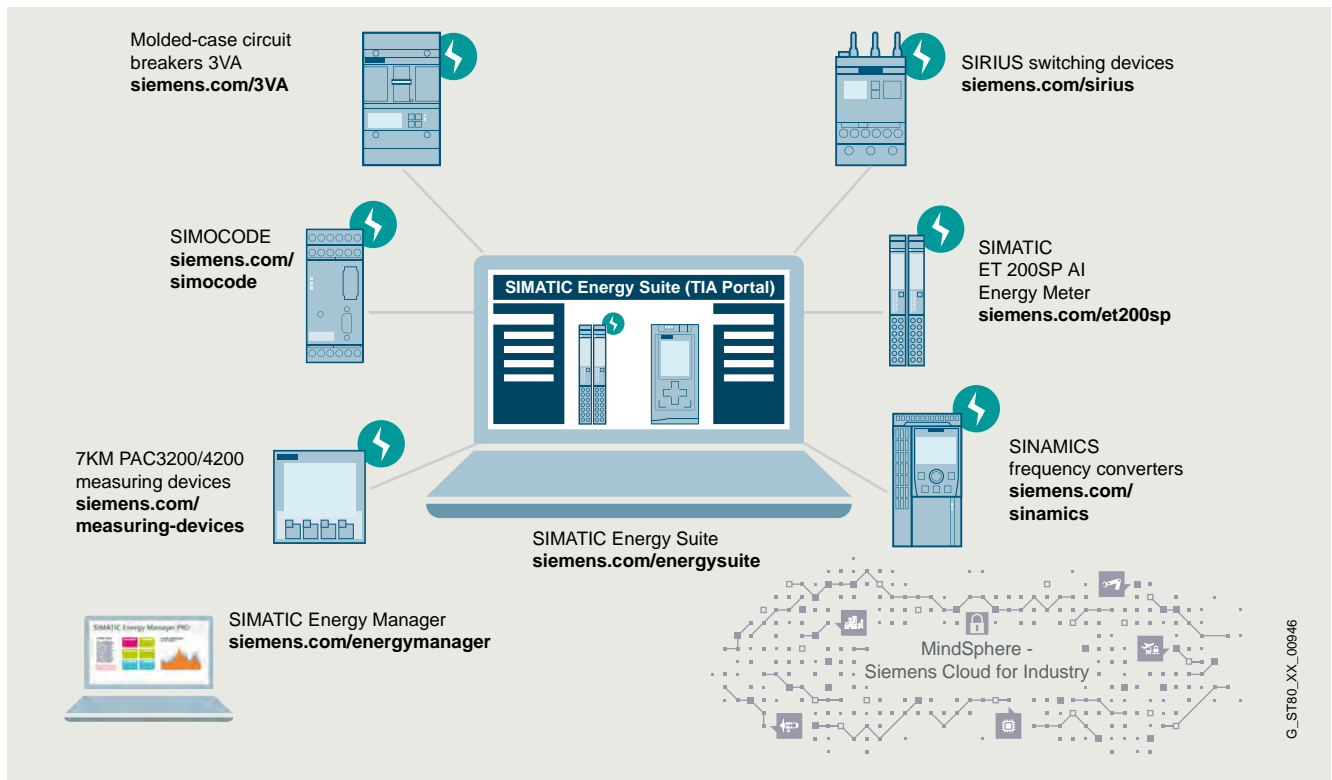 Molded-case circuit
breakers 3VA
siemens.com/3VA
SIRIUS switching devices
siemens.com/sirius
SIMOCODE
siemens.com/
simocode
SIMATIC Energy Suite (TIA Portal)
SIMATIC
ET 200SP AI
Energy Meter
siemens.com/et200sp
7KM PAC3200/4200
measuring devices
siemens.com/
measuring-devices
SINAMICS
frequency converters
siemens.com/
sinamics
SIMATIC Energy Suite
siemens.com/energysuite
SIMATIC Energy Manager PRO
SIMATIC Energy Manager
siemens.com/energymanager
MindSphere -
Siemens Cloud for Industry
G_ST80_XX_00946